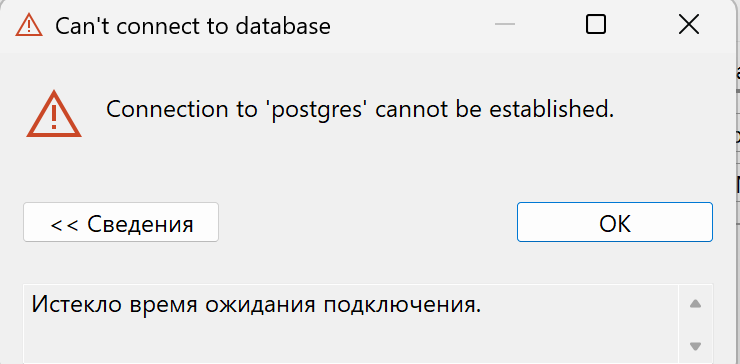 Can't connect to database
Connection to 'postgres' cannot be established.
<< Сведения
OK
Истекло время ожидания подключения.